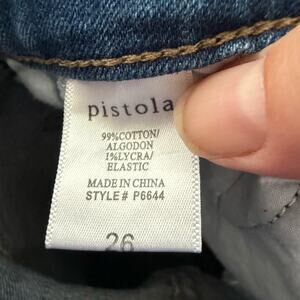 pistola
99%COTTON/
ALGODON
1%LYCRA/
ELASTIC
MADE IN CHINA
STYLE# P6644
26